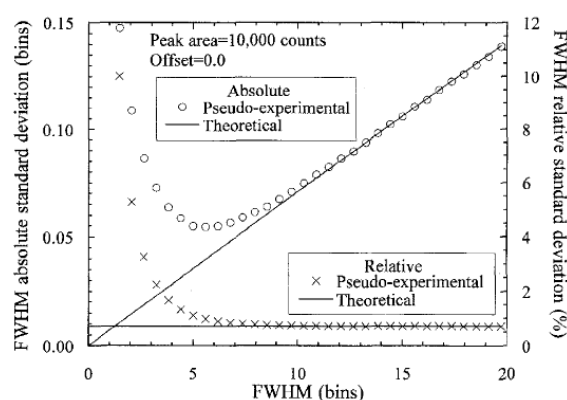 0.15
0.10
0.05
0.00
FWHM absolute standard deviation (bins)
Peak area=10,000 counts
Offset=0.0
Absolute
Pseudo-experimental
Theoretical
Relative
Pseudo-experimental
Theoretical
12
10
8
6
4
2
0
FWHM relative standard deviation (%)
0 5 10 15 20
FWHM (bins)